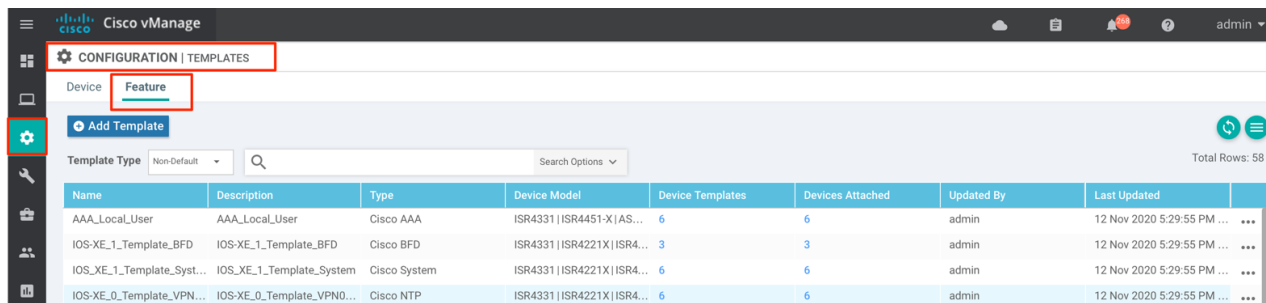 cisco Cisco vManage 268 admin
CONFIGURATION | TEMPLATES
Device Feature
Add Template
Template Type Non-Default Search Options Total Rows: 58
Name Description Type Device Model Device Templates Devices Attached Updated By Last Updated
AAA_Local_User AAA_Local_User Cisco AAA ISR4331|ISR4451-X|AS... 6 6 admin 12 Nov 2020 5:29:55 PM ...
IOS-XE_1_Template_BFD IOS-XE_1_Template_BFD Cisco BFD ISR4331|ISR4221X|ISR4... 3 3 admin 12 Nov 2020 5:29:55 PM ...
IOS_XE_1_Template_Syst... IOS_XE_1_Template_System Cisco System ISR4331|ISR4221X|ISR4... 6 6 admin 12 Nov 2020 5:29:55 PM ...
IOS-XE_0_Template_VPN... IOS-XE_0_Template_VPN0... Cisco NTP ISR4331|ISR4221X|ISR4... 6 6 admin 12 Nov 2020 5:29:55 PM ...